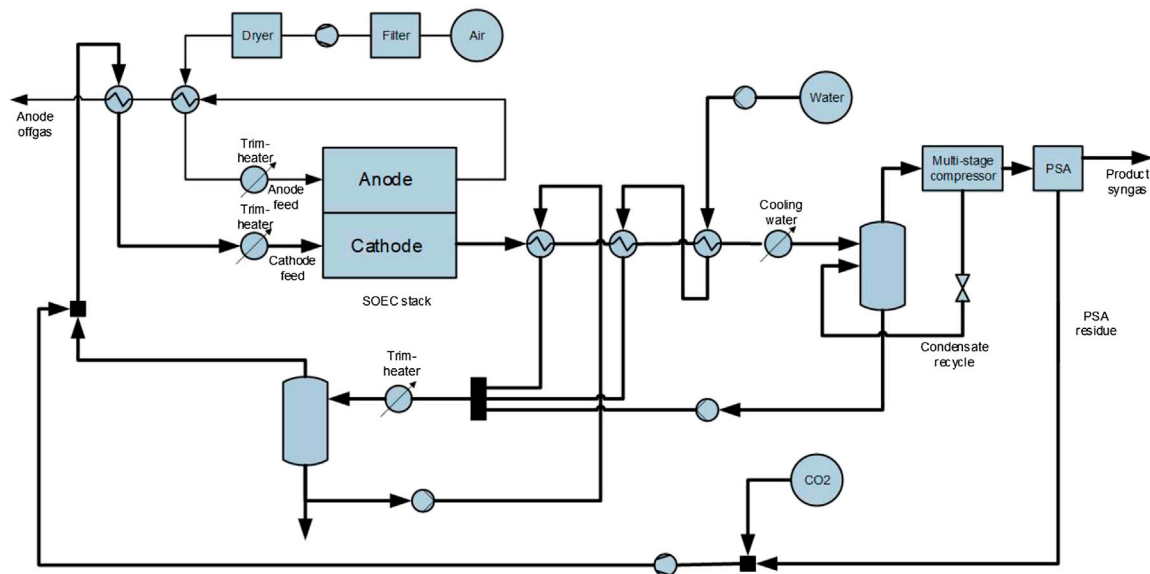 Dryer
Filter
Air
Anode
offgas
Trim-
heater
Anode
feed
Anode
Water
Multi-stage
compressor
PSA
Product
syngas
Trim-
heater
Cathode
feed
Cathode
SOEC stack
Cooling
water
Condensate
recycle
PSA
residue
Trim-
heater
CO2